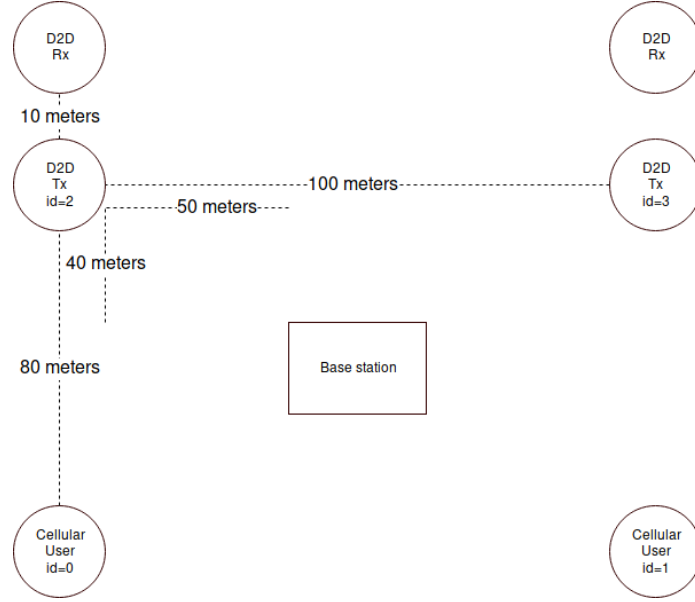 D2D
Rx
D2D
Rx
10 meters
D2D
Tx
id=2
100 meters
D2D
Tx
id=3
50 meters
40 meters
80 meters
Base station
Cellular
User
id=0
Cellular
User
id=1